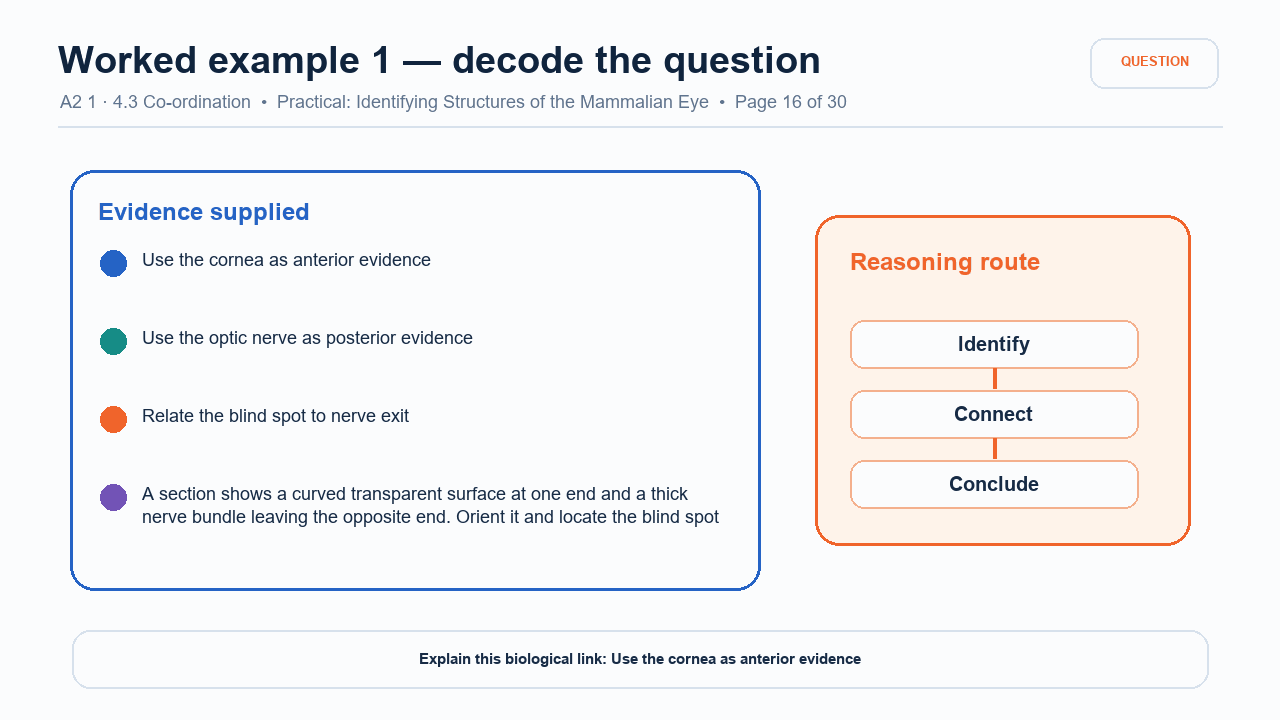 Worked example 1 — decode the question
A2 1 · 4.3 Co-ordination • Practical: Identifying Structures of the Mammalian Eye • Page 16 of 30
QUESTION
Evidence supplied
Use the cornea as anterior evidence
Use the optic nerve as posterior evidence
Relate the blind spot to nerve exit
A section shows a curved transparent surface at one end and a thick
nerve bundle leaving the opposite end. Orient it and locate the blind spot
Reasoning route
Identify
Connect
Conclude
Explain this biological link: Use the cornea as anterior evidence